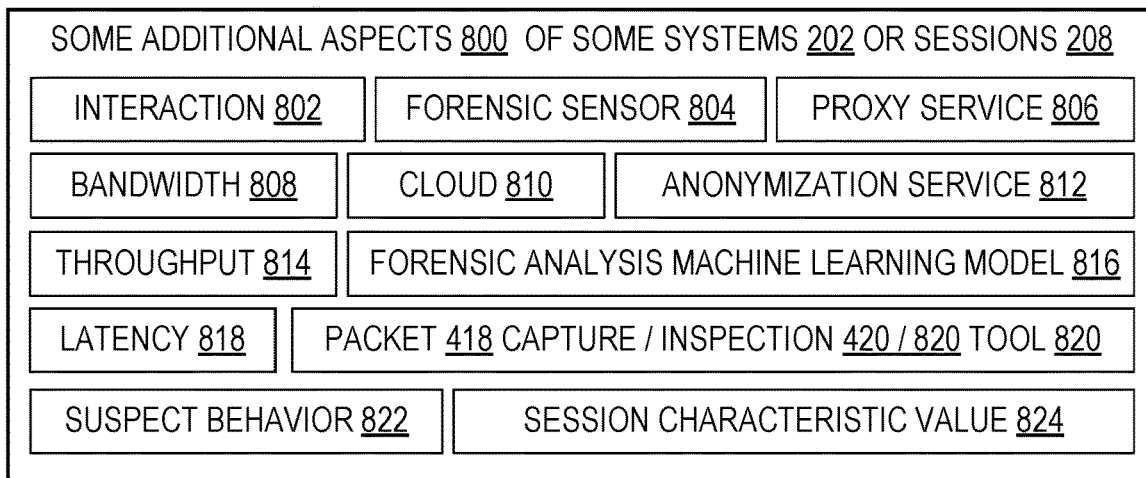 SOME ADDITIONAL ASPECTS 800 OF SOME SYSTEMS 202 OR SESSIONS 208
INTERACTION 802 FORENSIC SENSOR 804 PROXY SERVICE 806
BANDWIDTH 808 CLOUD 810 ANONYMIZATION SERVICE 812
THROUGHPUT 814 FORENSIC ANALYSIS MACHINE LEARNING MODEL 816
LATENCY 818 PACKET 418 CAPTURE / INSPECTION 420 / 820 TOOL 820
SUSPECT BEHAVIOR 822 SESSION CHARACTERISTIC VALUE 824